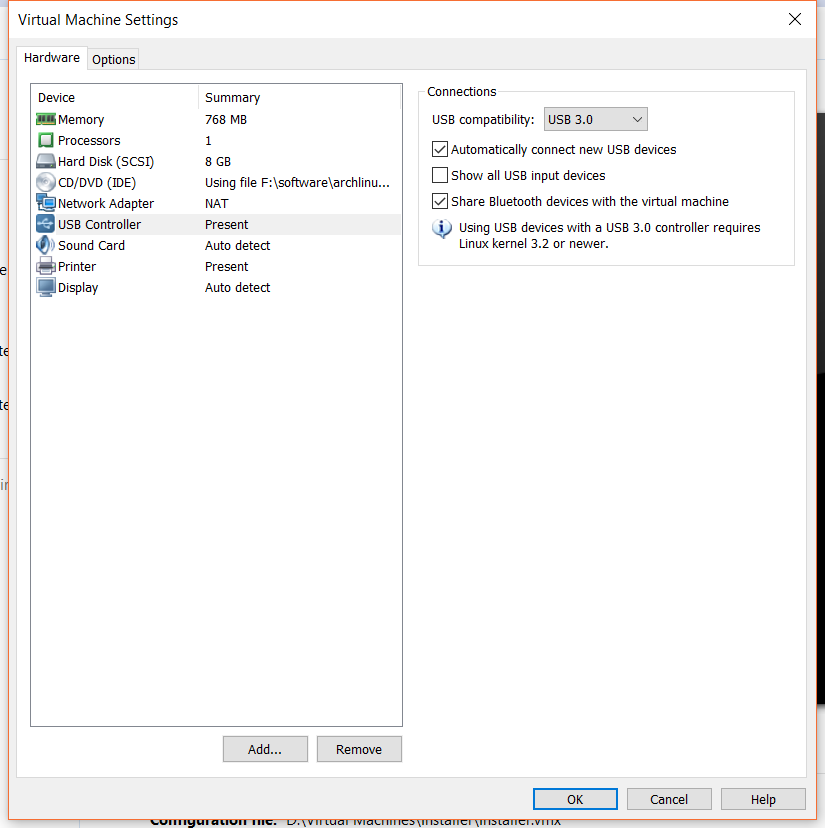 Virtual Machine Settings
Hardware Options
Device Summary
Memory 768 MB
Processors 1
Hard Disk (SCSI) 8 GB
CD/DVD (IDE) Using file F:\software\archlinu...
Network Adapter NAT
USB Controller Present
Sound Card Auto detect
Printer Present
Display Auto detect
Add... Remove
Connections
USB compatibility: USB 3.0
Automatically connect new USB devices
Show all USB input devices
Share Bluetooth devices with the virtual machine
Using USB devices with a USB 3.0 controller requires
Linux kernel 3.2 or newer.
OK Cancel Help
Configuration file: D:\Virtual Machines\Installer\Installer.vmx